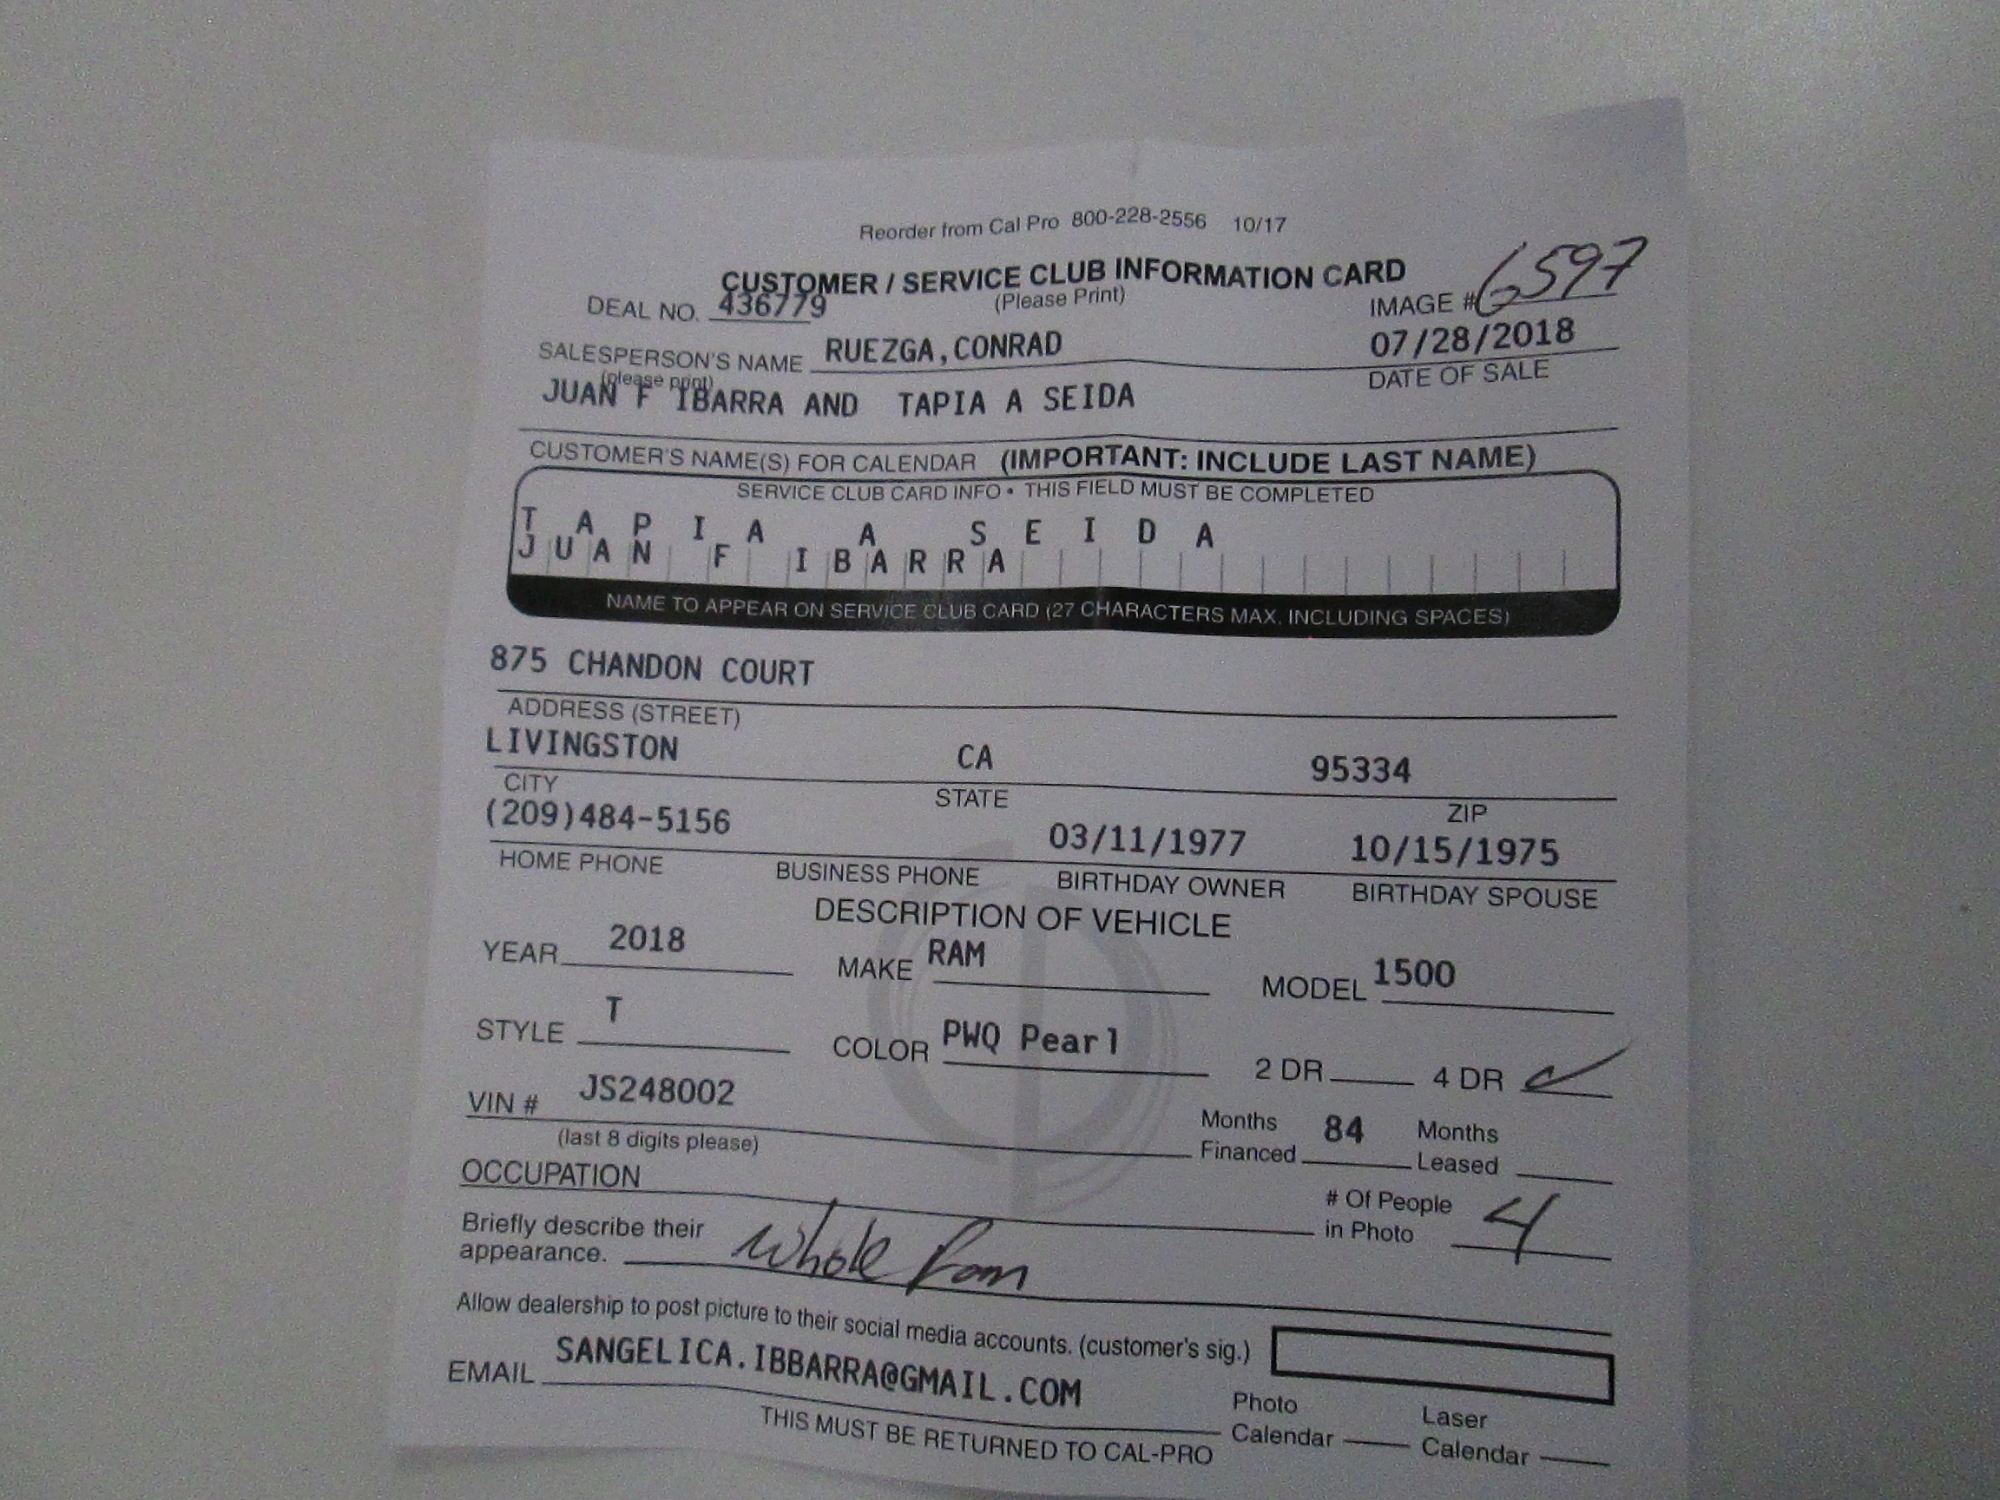 Reorder from Cal Pro 800-228-2556 10/17
CUSTOMER / SERVICE CLUB INFORMATION CARD
(Please Print)
DEAL NO. 436779
IMAGE # 6597
SALESPERSON'S NAME RUEZGA,CONRAD
(please print)
07/28/2018
DATE OF SALE
JUAN F IBARRA AND TAPIA A SEIDA
CUSTOMER'S NAME(S) FOR CALENDAR (IMPORTANT: INCLUDE LAST NAME)
SERVICE CLUB CARD INFO • THIS FIELD MUST BE COMPLETED
TAPIA A SEIDA
JUAN F IBARRA
NAME TO APPEAR ON SERVICE CLUB CARD (27 CHARACTERS MAX. INCLUDING SPACES)
875 CHANDON COURT
ADDRESS (STREET)
LIVINGSTON CA 95334
CITY STATE ZIP
(209)484-5156 03/11/1977 10/15/1975
HOME PHONE BUSINESS PHONE BIRTHDAY OWNER BIRTHDAY SPOUSE
DESCRIPTION OF VEHICLE
YEAR 2018 MAKE RAM MODEL 1500
STYLE T COLOR PWQ Pearl 2 DR 4 DR
VIN # JS248002
(last 8 digits please)
Months Financed 84 Months Leased
OCCUPATION
# Of People in Photo 4
Briefly describe their
appearance. whole fam
Allow dealership to post picture to their social media accounts. (customer's sig.)
EMAIL SANGELICA.IBBARRA@GMAIL.COM
Photo Calendar Laser Calendar
THIS MUST BE RETURNED TO CAL-PRO